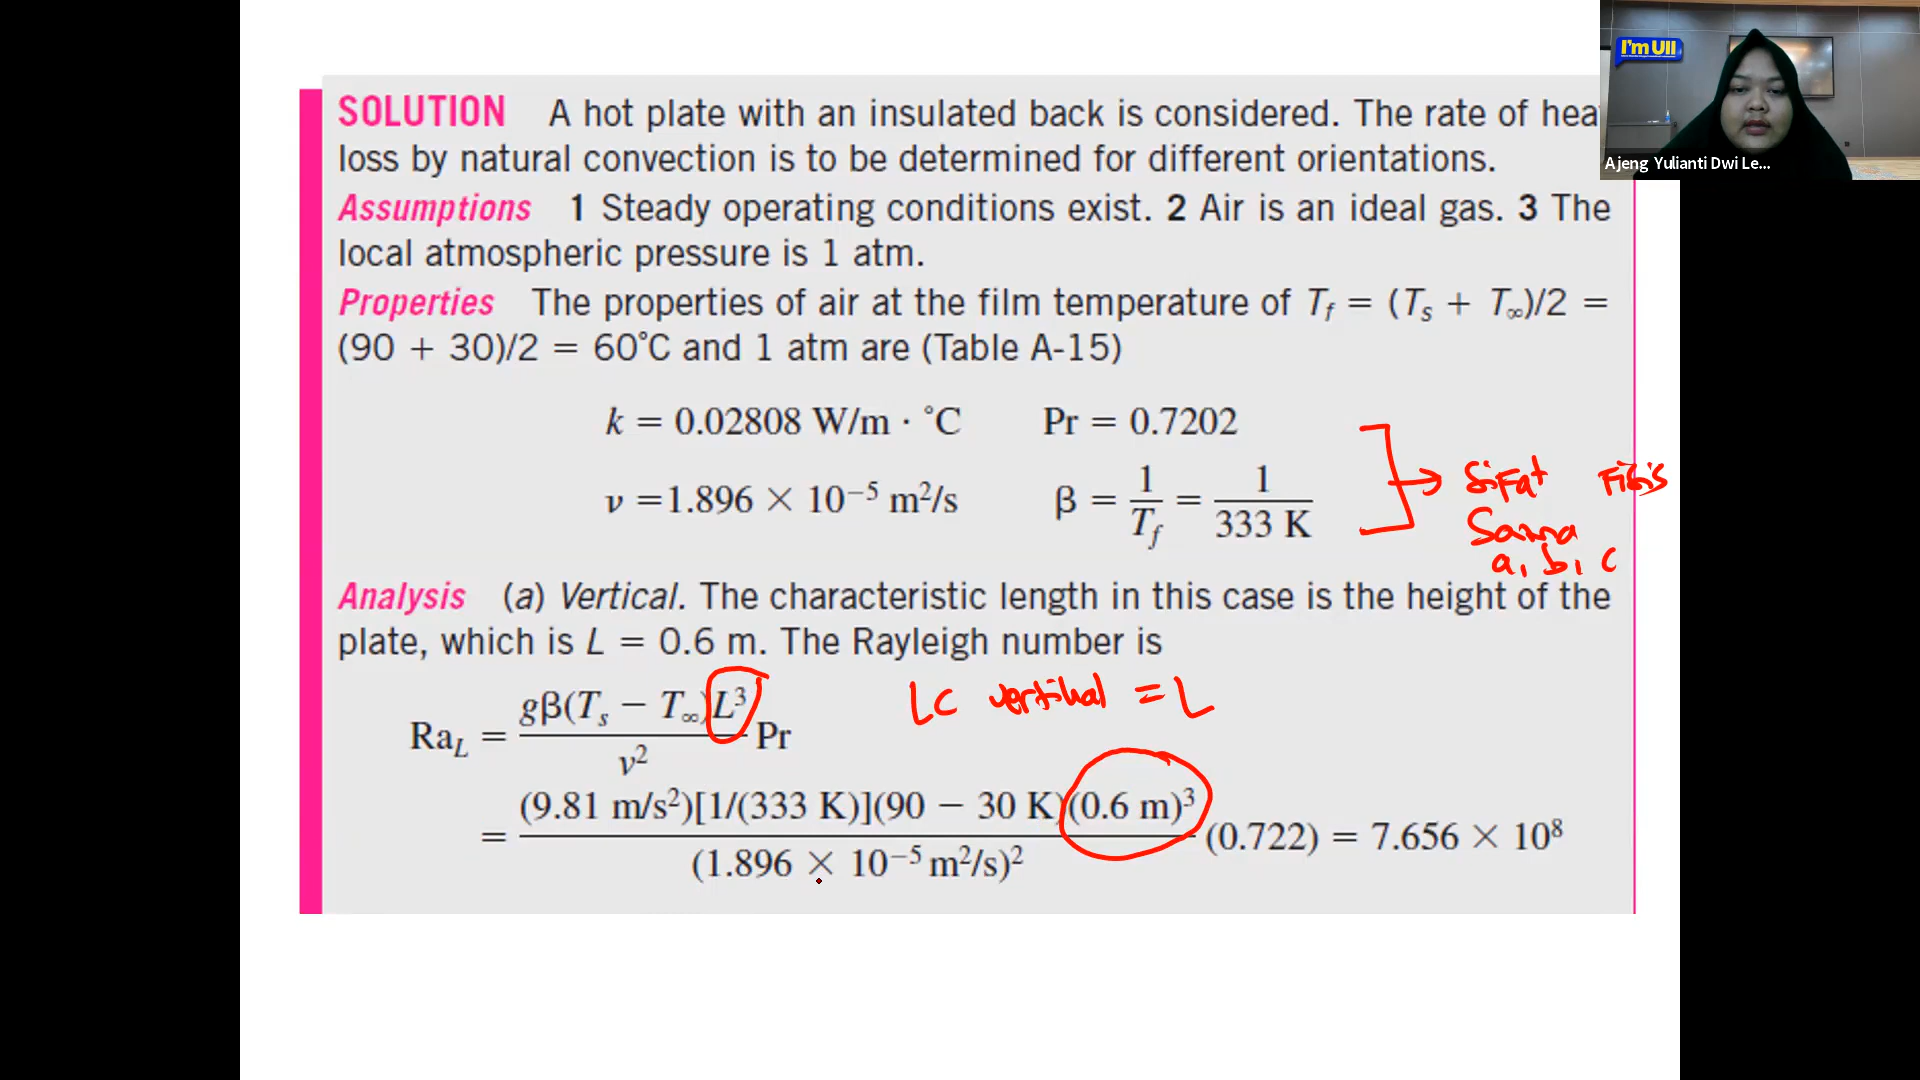 I'm UII
Ajeng Yulianti Dwi Le...
SOLUTION A hot plate with an insulated back is considered. The rate of hea
loss by natural convection is to be determined for different orientations.
Assumptions 1 Steady operating conditions exist. 2 Air is an ideal gas. 3 The
local atmospheric pressure is 1 atm.
Properties The properties of air at the film temperature of T_f = (T_s + T_∞)/2 =
(90 + 30)/2 = 60°C and 1 atm are (Table A-15)
k = 0.02808 W/m · °C Pr = 0.7202
ν = 1.896 × 10⁻⁵ m²/s β = 1/T_f = 1/333 K
Sifat Fisis
Sama
a, b, c
Analysis (a) Vertical. The characteristic length in this case is the height of the
plate, which is L = 0.6 m. The Rayleigh number is
Ra_L = gβ(T_s − T_∞)L³/ν² Pr
LC vertikal = L
= (9.81 m/s²)[1/(333 K)](90 − 30 K)(0.6 m)³/(1.896 × 10⁻⁵ m²/s)² (0.722) = 7.656 × 10⁸